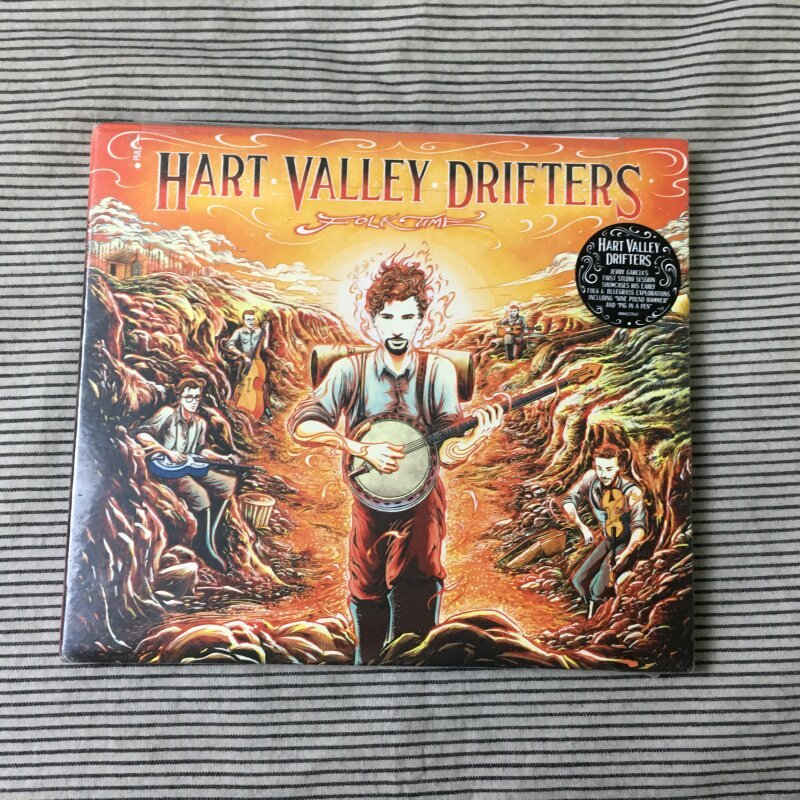 PULL
HART VALLEY DRIFTERS
FOLK TIME
HART VALLEY
DRIFTERS
JERRY GARCIA'S
FIRST STUDIO SESSION
SHOWCASES HIS EARLY
FOLK & BLUEGRASS EXPLORATIONS
INCLUDING "NINE POUND HAMMER"
AND "PIG IN A PEN"